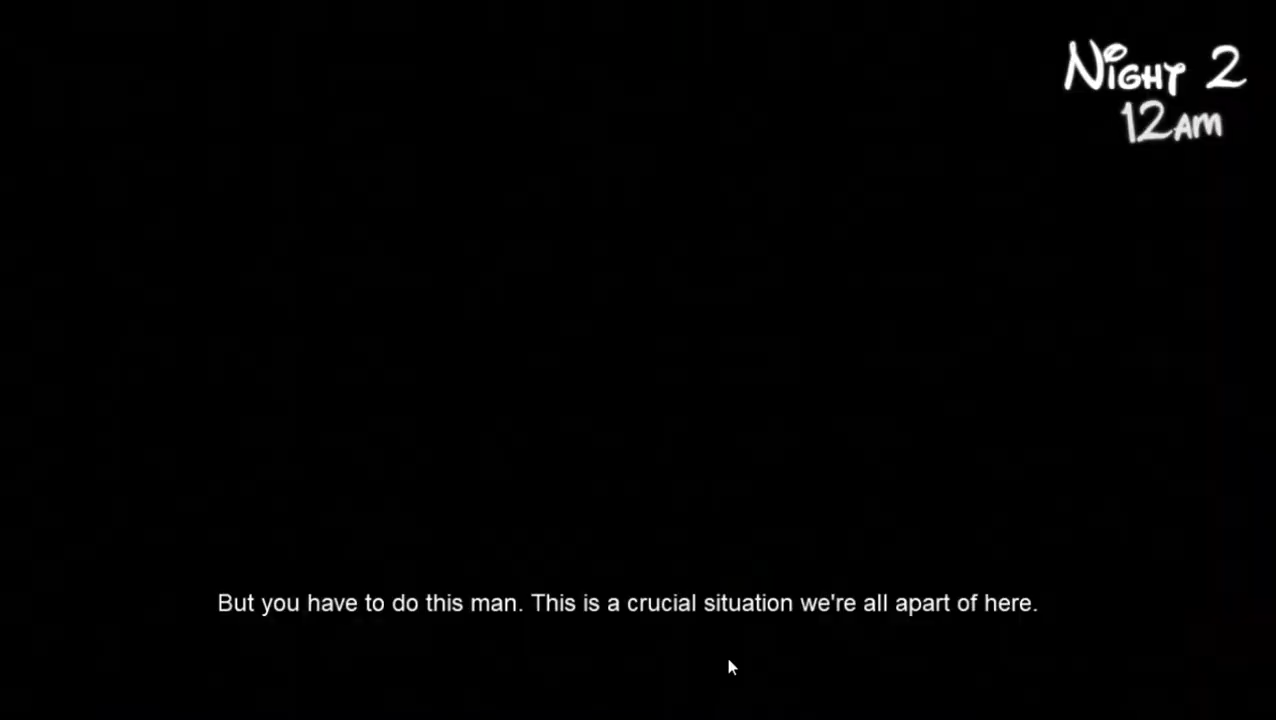 Night 2
12AM
But you have to do this man. This is a crucial situation we're all apart of here.